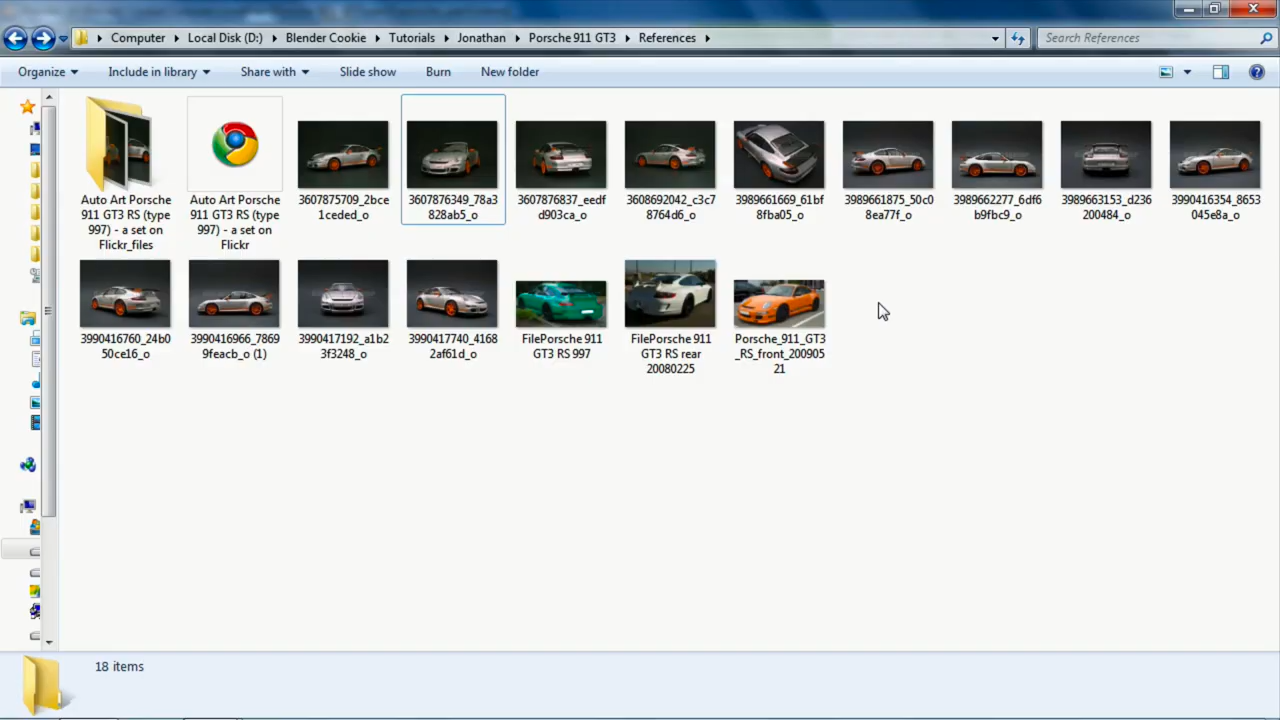 Computer Local Disk (D:) Blender Cookie Tutorials Jonathan Porsche 911 GT3 References
Search References
Organize Include in library Share with Slide show Burn New folder
Auto Art Porsche
911 GT3 RS (type
997) - a set on
Flickr_files
Auto Art Porsche
911 GT3 RS (type
997) - a set on
Flickr
3607875709_2bce
1ceded_o
3607876349_78a3
828ab5_o
3607876837_eedf
d903ca_o
3608692042_c3c7
8764d6_o
3989661669_61bf
8fba05_o
3989661875_50c0
8ea77f_o
3989662277_6df6
b9fbc9_o
3989663153_d236
200484_o
3990416354_8653
045e8a_o
3990416760_24b0
50ce16_o
3990416966_7869
9feacb_o (1)
3990417192_a1b2
3f3248_o
3990417740_4168
2af61d_o
FilePorsche 911
GT3 RS 997
FilePorsche 911
GT3 RS rear
20080225
Porsche_911_GT3
_RS_front_200905
21
18 items